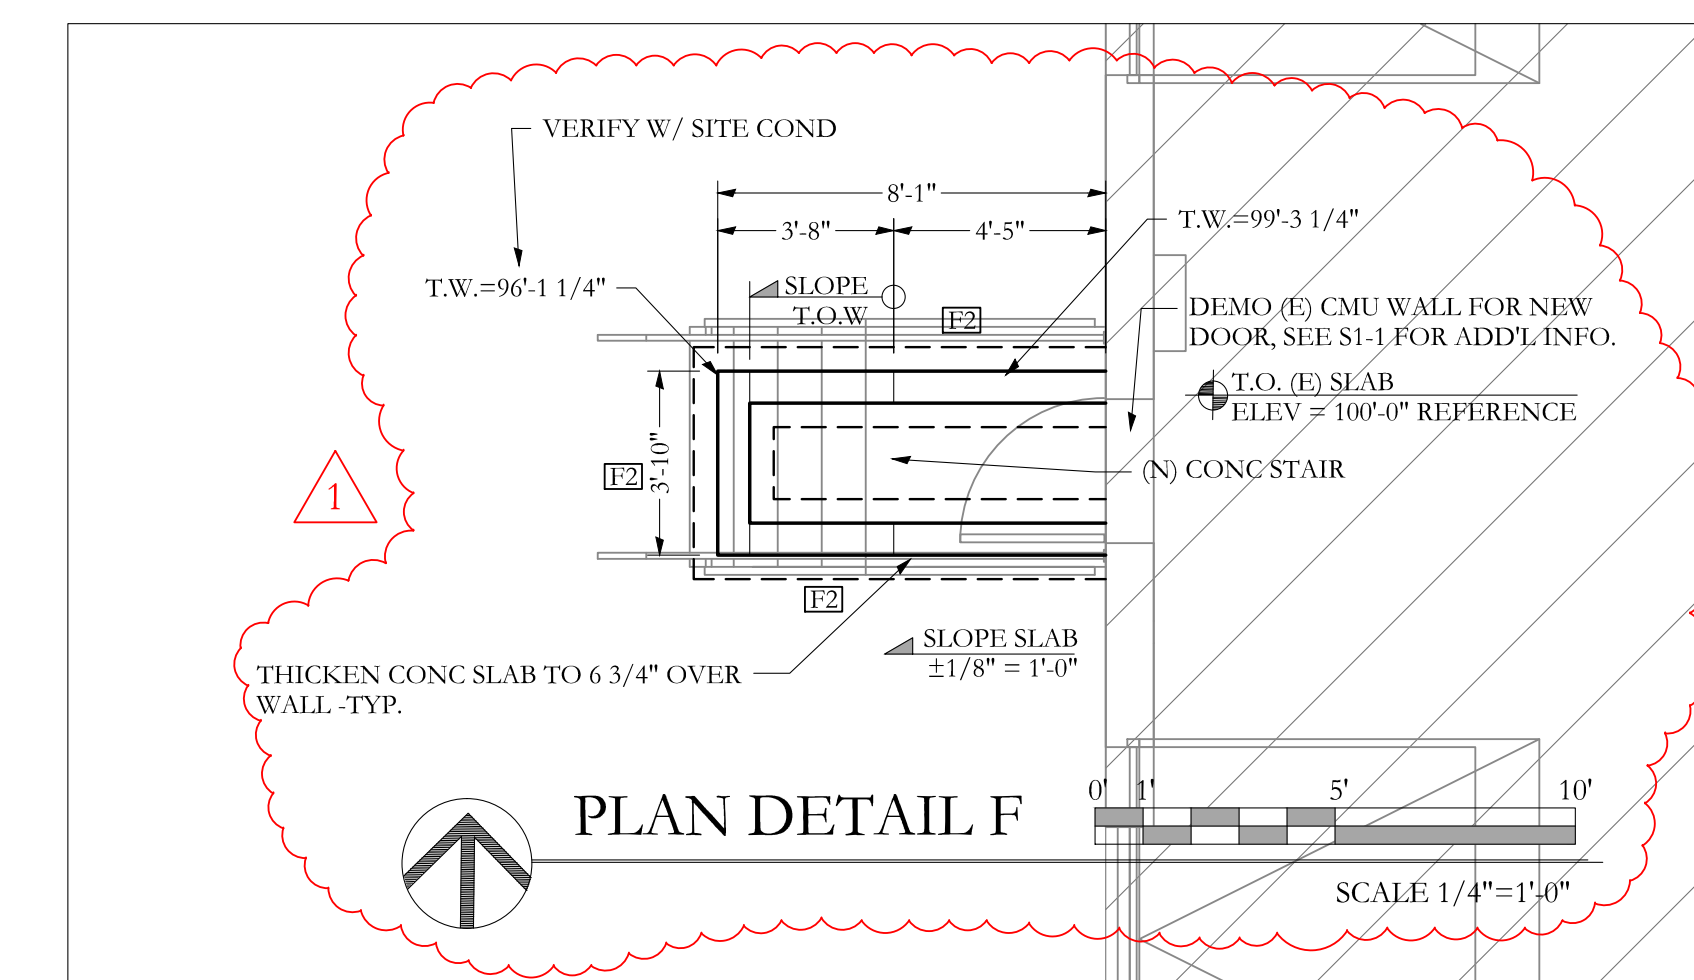 VERIFY W/ SITE COND
8'-1"
3'-8"
4'-5"
T.W.=99'-3 1/4"
T.W.=96'-1 1/4"
SLOPE
T.O.W
F2
DEMO (E) CMU WALL FOR NEW
DOOR, SEE S1-1 FOR ADD'L INFO.
T.O. (E) SLAB
ELEV = 100'-0" REFERENCE
F2
3'-10"
(N) CONC STAIR
1
F2
SLOPE SLAB
±1/8" = 1'-0"
THICKEN CONC SLAB TO 6 3/4" OVER
WALL -TYP.
PLAN DETAIL F
0' 1' 5' 10'
SCALE 1/4"=1'-0"